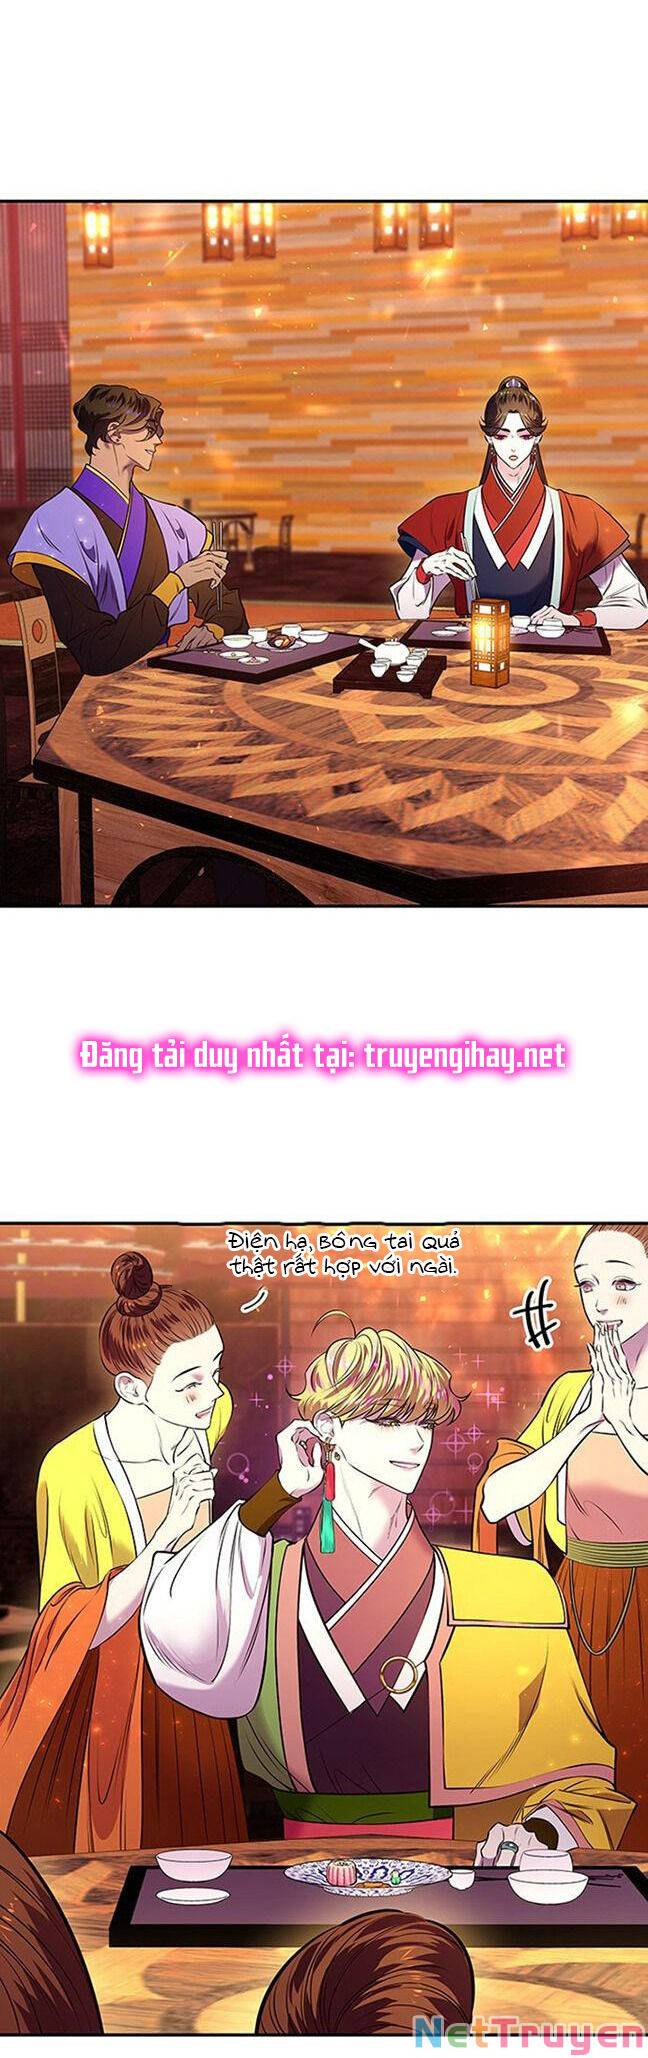 Đăng tải duy nhất tại: truyengihay.net
Điện hạ, bông tai quả
thật rất hợp với ngài.
NetTruyen